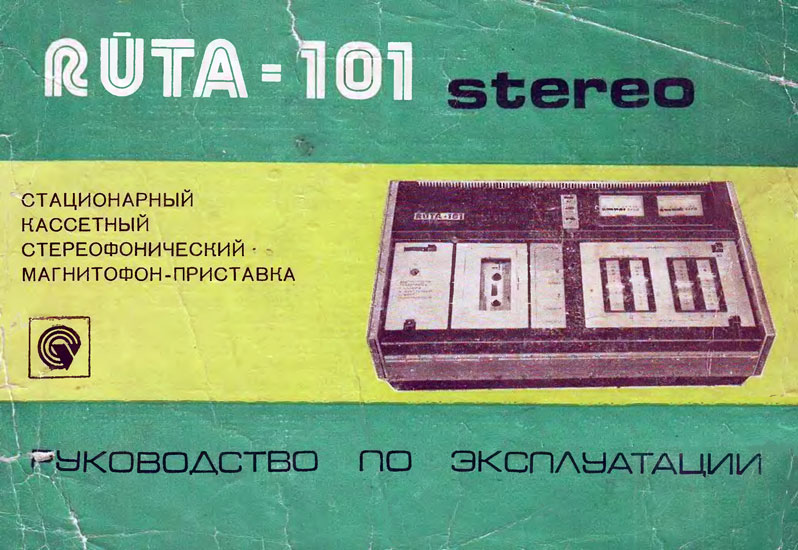 RŪTA-101 stereo
СТАЦИОНАРНЫЙ
КАССЕТНЫЙ
СТЕРЕОФОНИЧЕСКИЙ
МАГНИТОФОН-ПРИСТАВКА
RŪTA-101
РУКОВОДСТВО ПО ЭКСПЛУАТАЦИИ